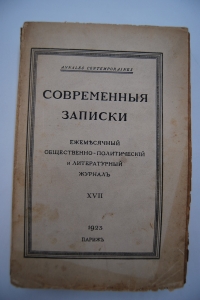 ANNALES CONTEMPORAINES
СОВРЕМЕННЫЯ
ЗАПИСКИ
ЕЖЕМѢСЯЧНЫЙ
ОБЩЕСТВЕННО-ПОЛИТИЧЕСКІЙ
и ЛИТЕРАТУРНЫЙ
ЖУРНАЛЪ
XVII
1923
ПАРИЖЪ